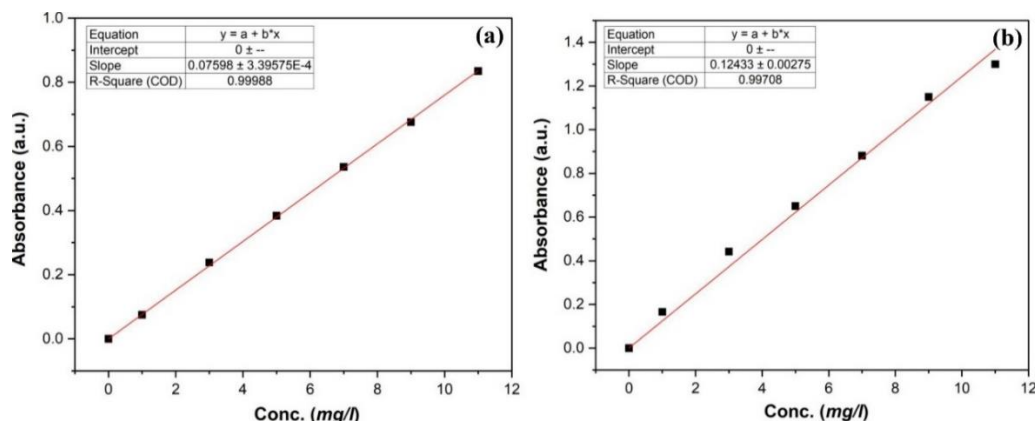 (a)
Equation y = a + b*x
Intercept 0 ± --
Slope 0.07598 ± 3.39575E-4
R-Square (COD) 0.99988
Absorbance (a.u.)
1.0
0.8
0.6
0.4
0.2
0.0
0 2 4 6 8 10 12
Conc. (mg/l)
(b)
Equation y = a + b*x
Intercept 0 ± --
Slope 0.12433 ± 0.00275
R-Square (COD) 0.99708
Absorbance (a.u.)
1.4
1.2
1.0
0.8
0.6
0.4
0.2
0.0
0 2 4 6 8 10 12
Conc. (mg/l)